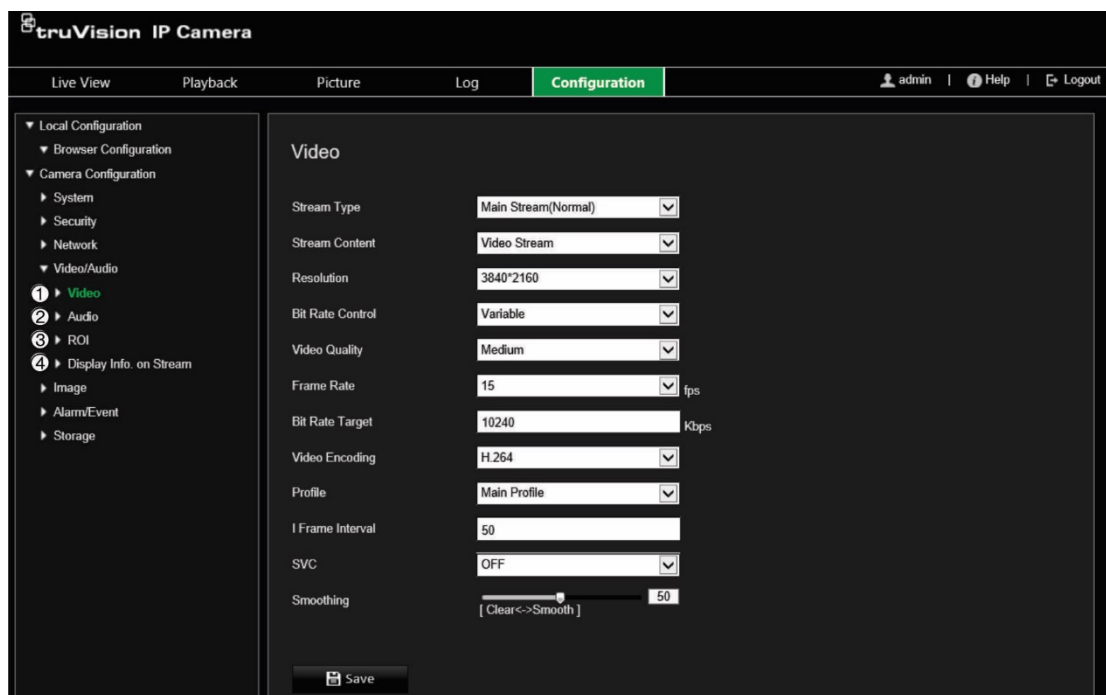 truVision IP Camera
Live View Playback Picture Log Configuration admin | Help | Logout
Local Configuration
Browser Configuration
Camera Configuration
System
Security
Network
Video/Audio
1 Video
2 Audio
3 ROI
4 Display Info. on Stream
Image
Alarm/Event
Storage
Video
Stream Type Main Stream(Normal)
Stream Content Video Stream
Resolution 3840*2160
Bit Rate Control Variable
Video Quality Medium
Frame Rate 15 fps
Bit Rate Target 10240 Kbps
Video Encoding H.264
Profile Main Profile
I Frame Interval 50
SVC OFF
Smoothing 50
[ Clear<->Smooth ]
Save